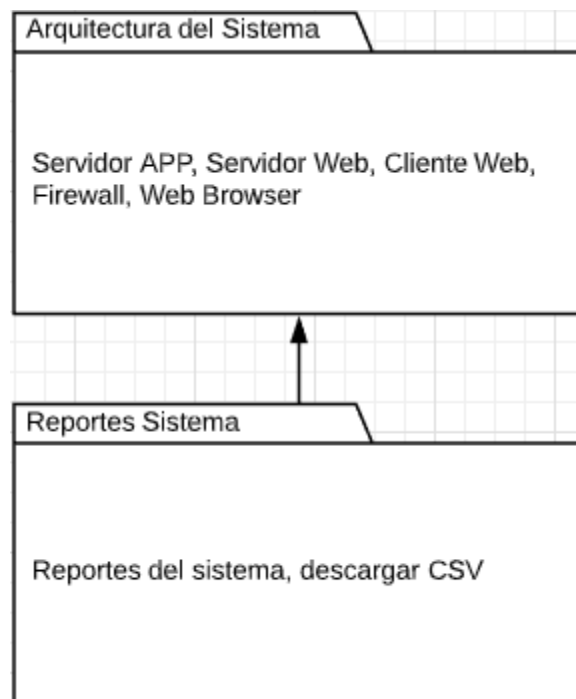 Arquitectura del Sistema
Servidor APP, Servidor Web, Cliente Web,
Firewall, Web Browser
Reportes Sistema
Reportes del sistema, descargar CSV